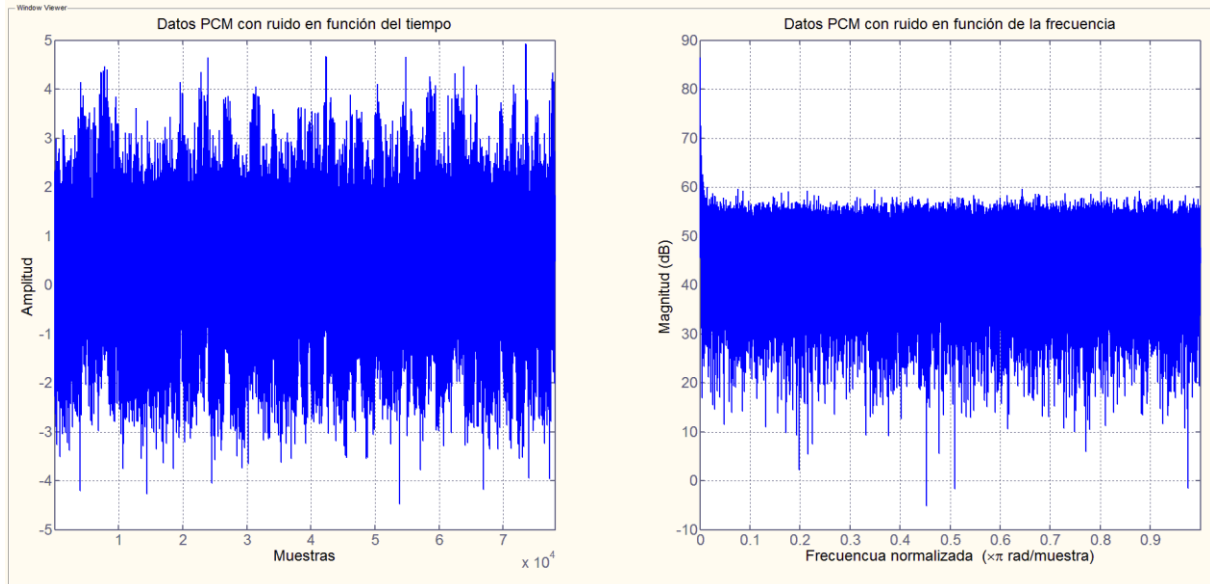 Window Viewer
Datos PCM con ruido en función del tiempo
5
4
3
2
1
0
-1
-2
-3
-4
-5
Amplitud
1 2 3 4 5 6 7
Muestras
x 10^4
Datos PCM con ruido en función de la frecuencia
90
80
70
60
50
40
30
20
10
0
-10
Magnitud (dB)
0 0.1 0.2 0.3 0.4 0.5 0.6 0.7 0.8 0.9
Frecuencua normalizada (×π rad/muestra)